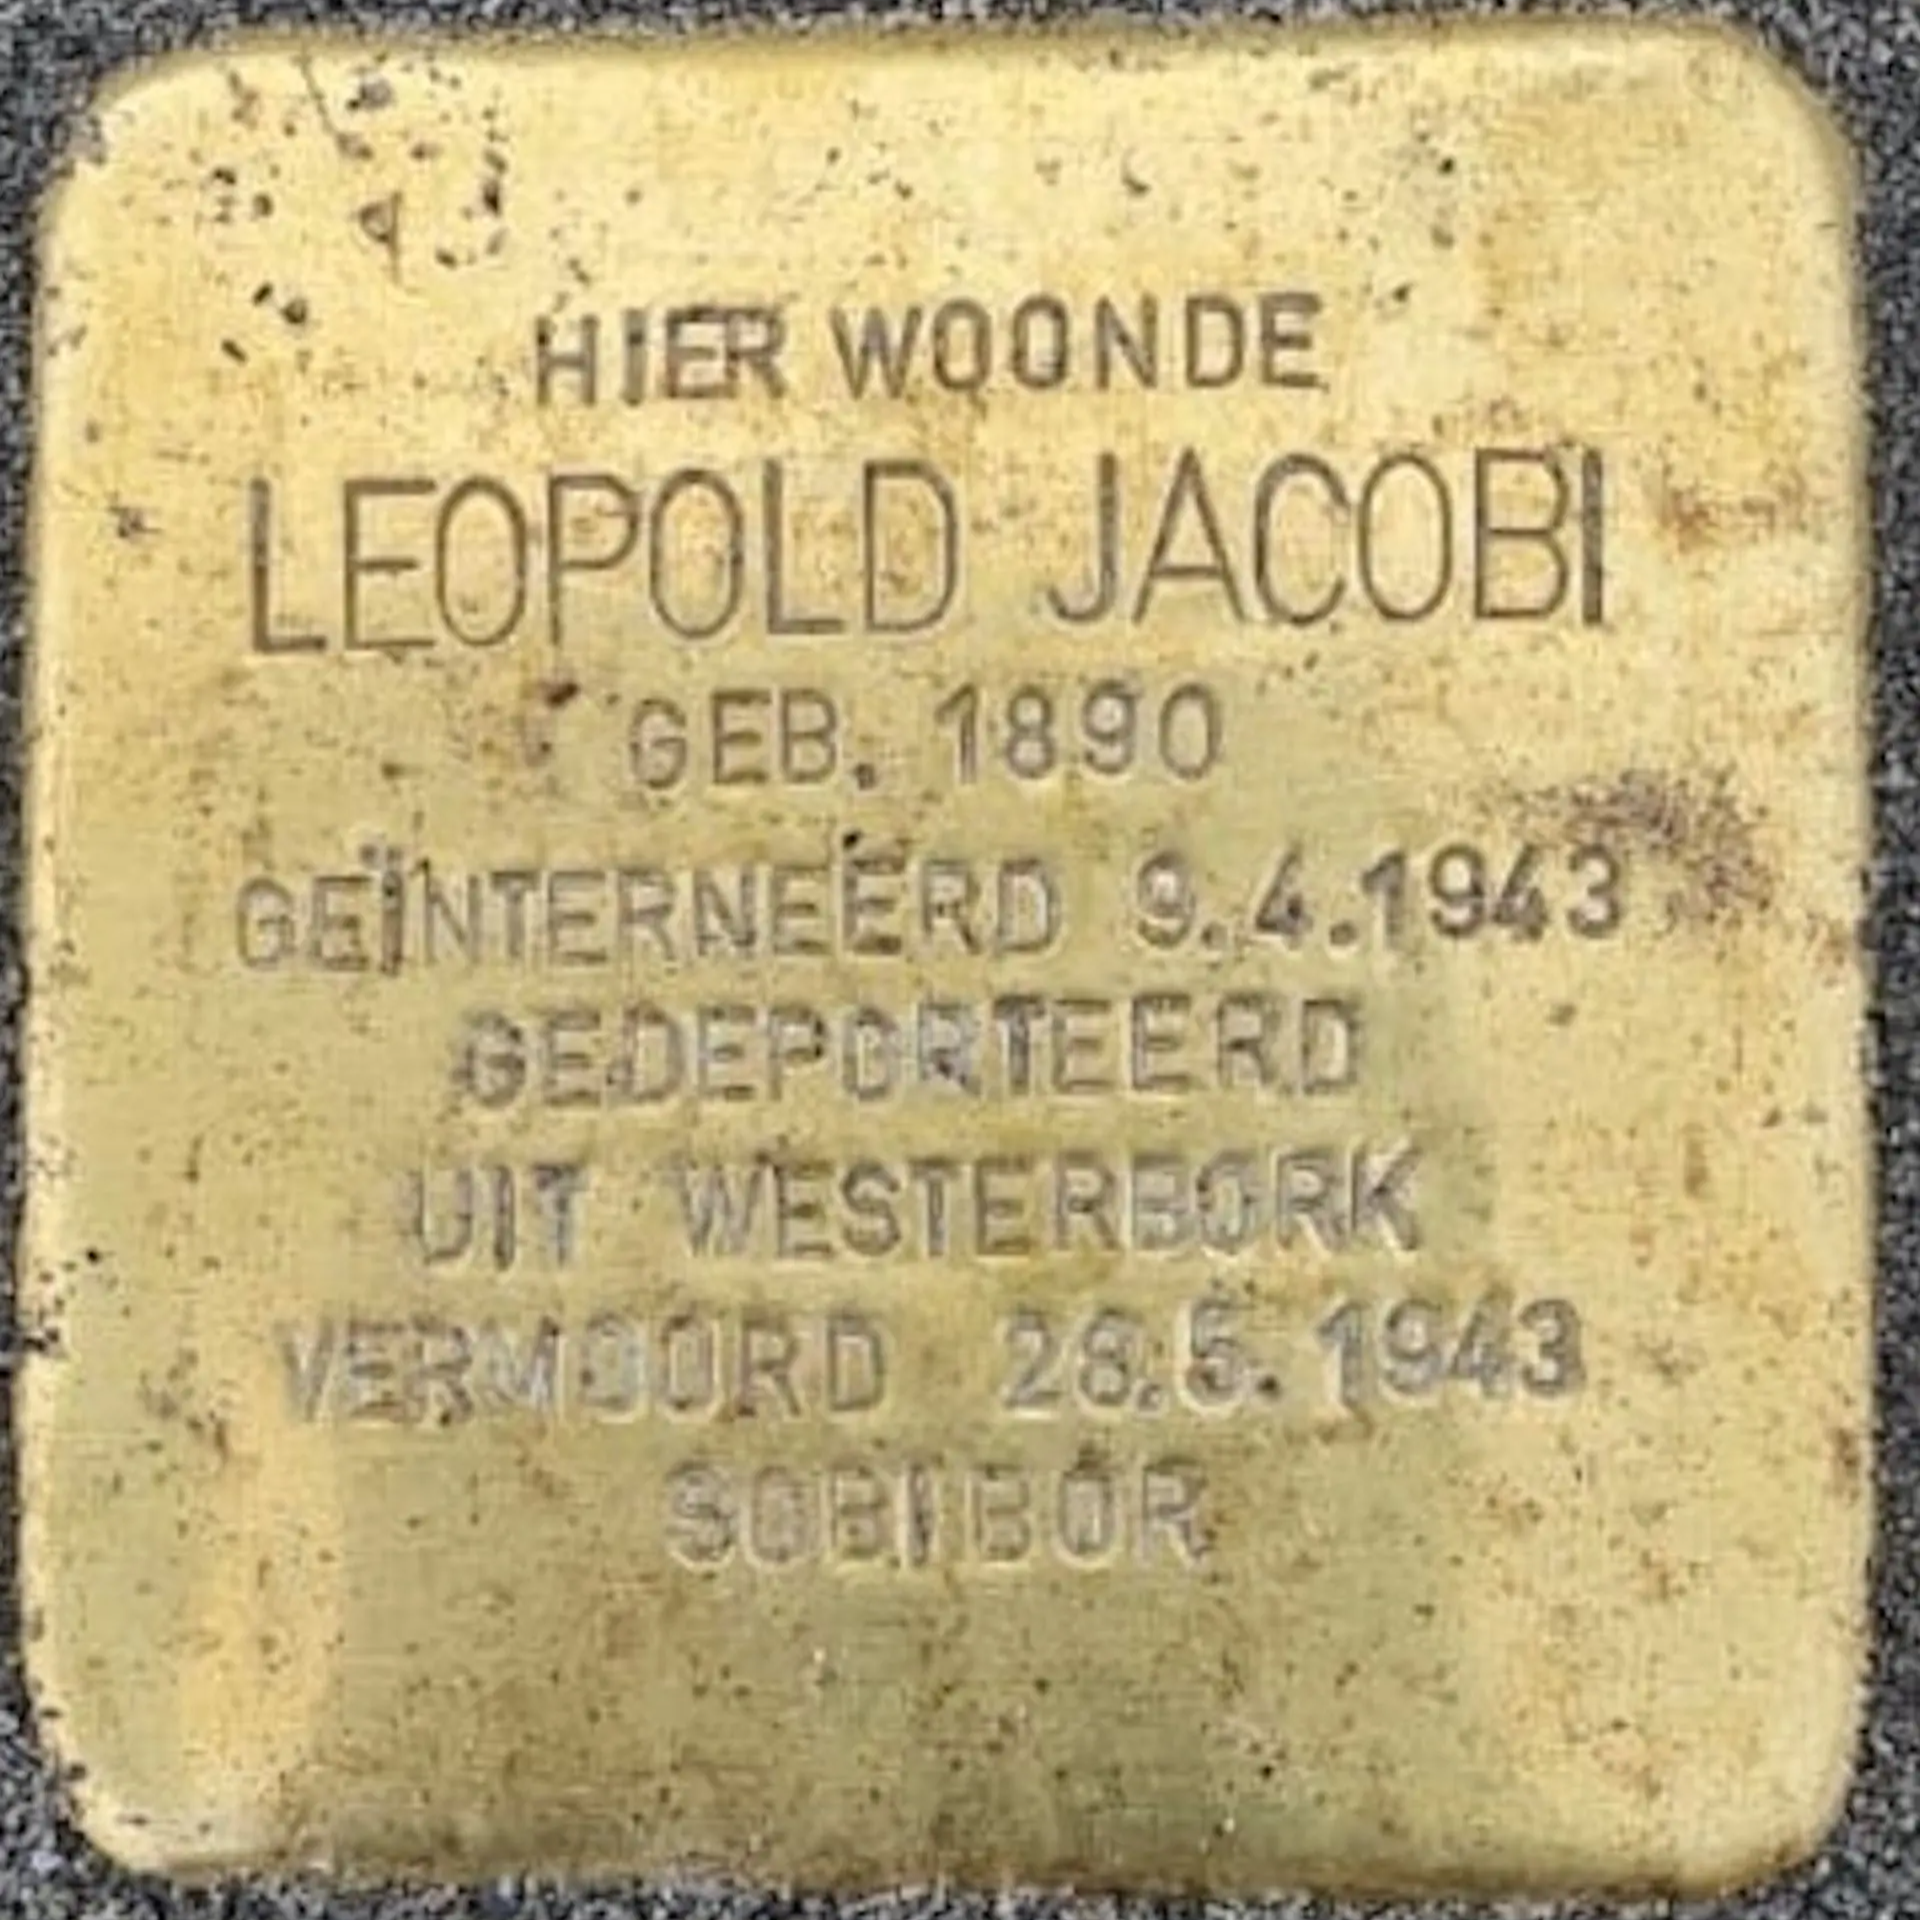 HIER WOONDE
LEOPOLD JACOBI
GEB. 1890
GEÏNTERNEERD 9.4.1943
GEDEPORTEERD
UIT WESTERBORK
VERMOORD 28.5.1943
SOBIBOR